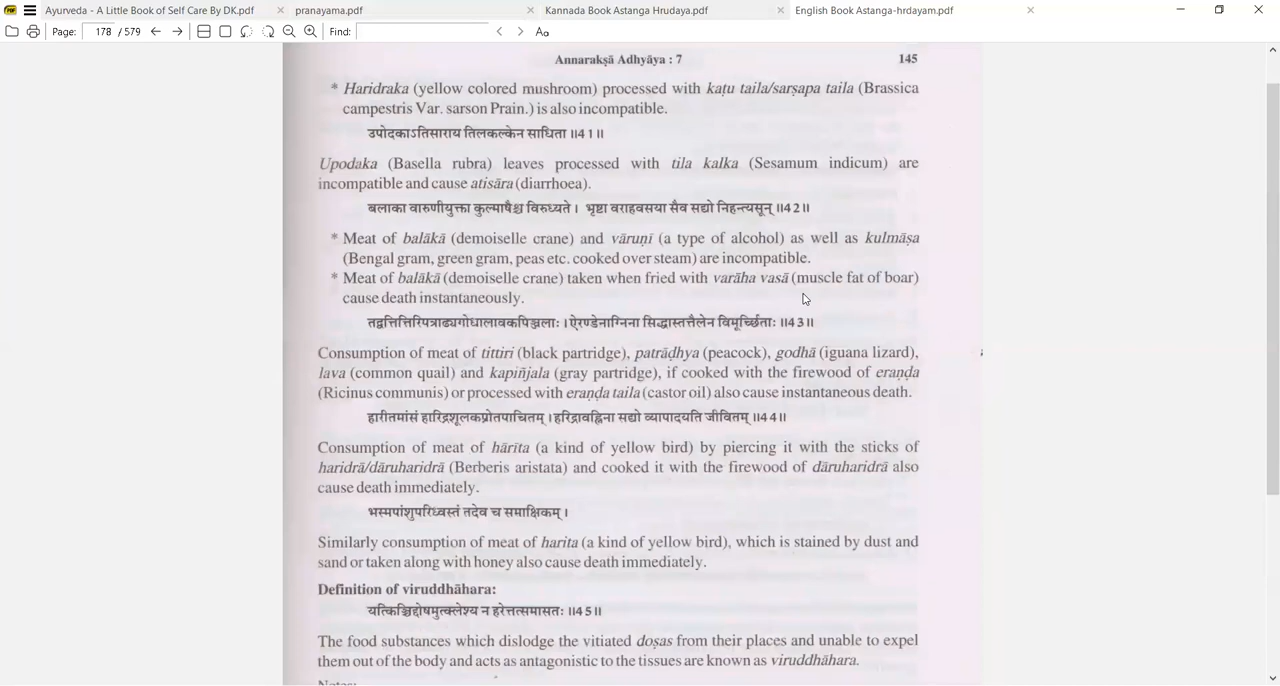 Ayurveda - A Little Book of Self Care By DK.pdf
pranayama.pdf
Kannada Book Astanga Hrudaya.pdf
English Book Astanga-hrdayam.pdf
Page: 178 / 579 Find: Aa
Annarakṣā Adhyāya : 7 145
* Haridraka (yellow colored mushroom) processed with kaṭu taila/sarṣapa taila (Brassica
campestris Var. sarson Prain.) is also incompatible.
उपोदकाऽतिसाराय तिलकल्केन साधिता ॥41॥
Upodaka (Basella rubra) leaves processed with tila kalka (Sesamum indicum) are
incompatible and cause atisāra (diarrhoea).
बलाका वारुणीयुक्ता कुल्माषैश्च विरुध्यते। भृष्टा वराहवसया सैव सद्यो निहन्त्यसून् ॥42॥
* Meat of balākā (demoiselle crane) and vāruṇī (a type of alcohol) as well as kulmāṣa
(Bengal gram, green gram, peas etc. cooked over steam) are incompatible.
* Meat of balākā (demoiselle crane) taken when fried with varāha vasā (muscle fat of boar)
cause death instantaneously.
तद्वत्तित्तिरिपत्राढ्यगोधालावकपिञ्जलाः। ऐरण्डेनाग्निना सिद्धास्तत्तैलेन विमूर्च्छिताः ॥43॥
Consumption of meat of tittiri (black partridge), patrāḍhya (peacock), godhā (iguana lizard),
lava (common quail) and kapiñjala (gray partridge), if cooked with the firewood of eraṇḍa
(Ricinus communis) or processed with eraṇḍa taila (castor oil) also cause instantaneous death.
हारीतमांसं हारिद्रशूलकप्रोतपाचितम्। हरिद्रावह्निना सद्यो व्यापादयति जीवितम् ॥44॥
Consumption of meat of hārīta (a kind of yellow bird) by piercing it with the sticks of
haridrā/dāruharidrā (Berberis aristata) and cooked it with the firewood of dāruharidrā also
cause death immediately.
भस्मपांशुपरिध्वस्तं तदेव च समाक्षिकम्।
Similarly consumption of meat of harita (a kind of yellow bird), which is stained by dust and
sand or taken along with honey also cause death immediately.
Definition of viruddhāhara:
यत्किञ्चिद्दोषमुत्क्लेश्य न हरेत्तत्समासतः ॥45॥
The food substances which dislodge the vitiated doṣas from their places and unable to expel
them out of the body and acts as antagonistic to the tissues are known as viruddhāhara.
Notes: